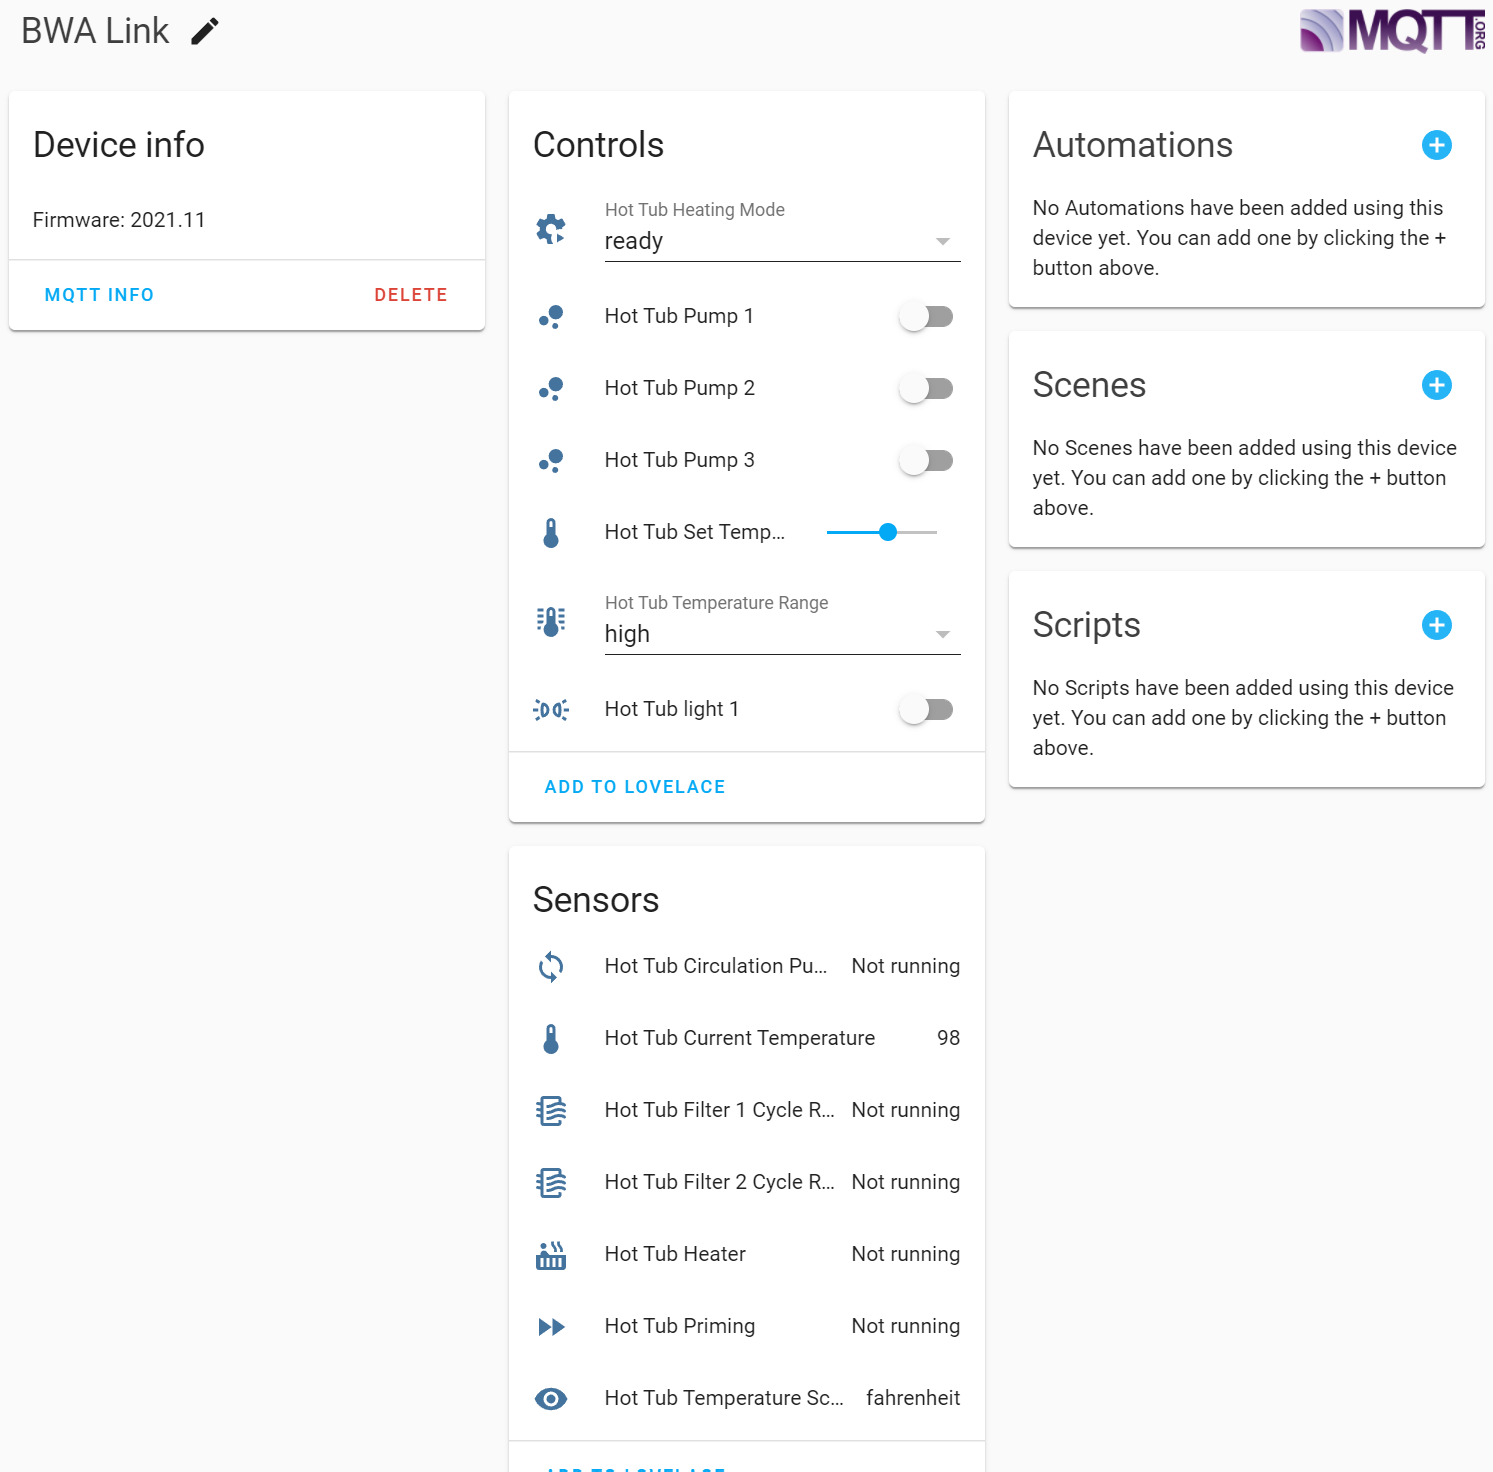 BWA Link
MQTT
.ORG
Device info
Firmware: 2021.11
MQTT INFO
DELETE
Controls
Hot Tub Heating Mode
ready
Hot Tub Pump 1
Hot Tub Pump 2
Hot Tub Pump 3
Hot Tub Set Temp...
Hot Tub Temperature Range
high
Hot Tub light 1
ADD TO LOVELACE
Sensors
Hot Tub Circulation Pu... Not running
Hot Tub Current Temperature 98
Hot Tub Filter 1 Cycle R... Not running
Hot Tub Filter 2 Cycle R... Not running
Hot Tub Heater Not running
Hot Tub Priming Not running
Hot Tub Temperature Sc... fahrenheit
ADD TO LOVELACE
Automations
No Automations have been added using this
device yet. You can add one by clicking the +
button above.
Scenes
No Scenes have been added using this device
yet. You can add one by clicking the + button
above.
Scripts
No Scripts have been added using this device
yet. You can add one by clicking the + button
above.